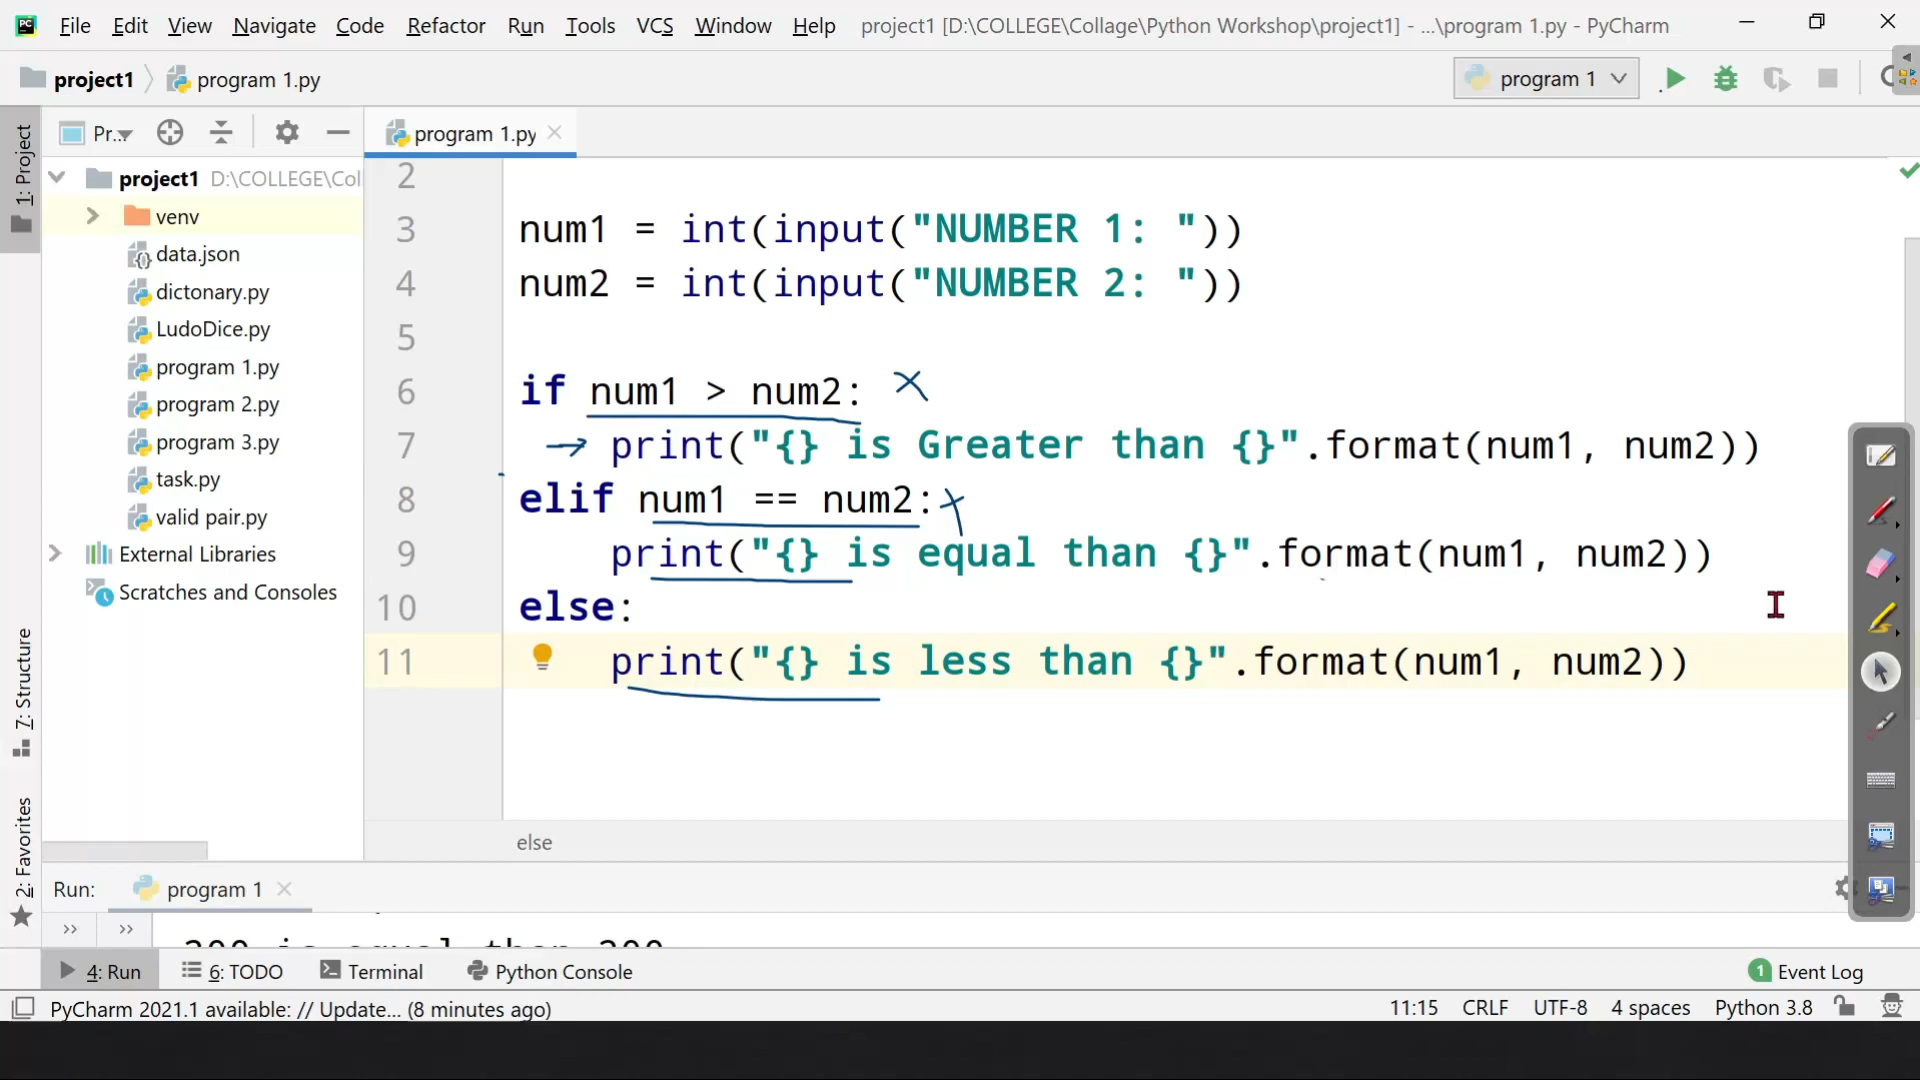 File Edit View Navigate Code Refactor Run Tools VCS Window Help project1 [D:\COLLEGE\Collage\Python Workshop\project1] - ...\program 1.py - PyCharm
project1 program 1.py program 1
1: Project
Pr... program 1.py
project1 D:\COLLEGE\Col
venv
data.json
dictonary.py
LudoDice.py
program 1.py
program 2.py
program 3.py
task.py
valid pair.py
External Libraries
Scratches and Consoles
7: Structure
2: Favorites
2
3 num1 = int(input("NUMBER 1: "))
4 num2 = int(input("NUMBER 2: "))
5
6 if num1 > num2: x
7 → print("{} is Greater than {}".format(num1, num2))
8 elif num1 == num2: x
9 print("{} is equal than {}".format(num1, num2))
10 else:
11 print("{} is less than {}".format(num1, num2))
else
Run: program 1
200 is equal than 200
4: Run 6: TODO Terminal Python Console 1 Event Log
PyCharm 2021.1 available: // Update... (8 minutes ago) 11:15 CRLF UTF-8 4 spaces Python 3.8